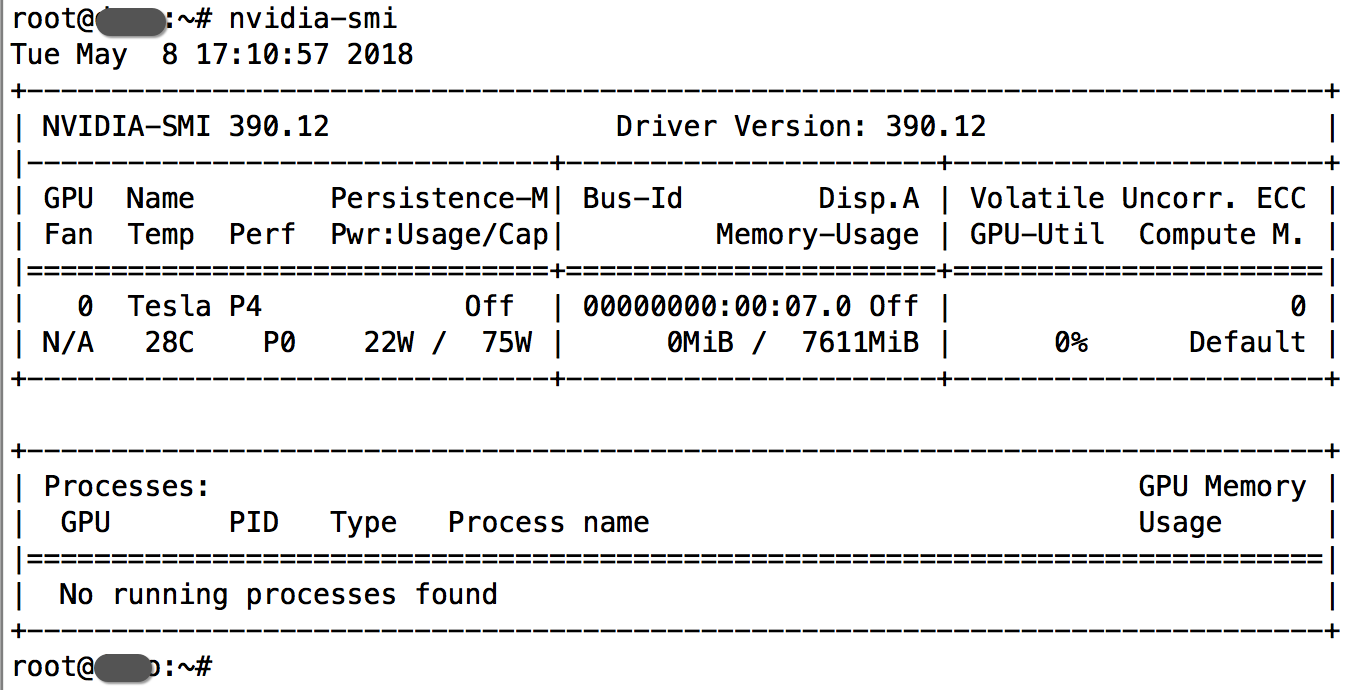 root@ :~# nvidia-smi
Tue May  8 17:10:57 2018
+-----------------------------------------------------------------------------+
| NVIDIA-SMI 390.12                 Driver Version: 390.12                    |
|-------------------------------+----------------------+----------------------+
| GPU  Name        Persistence-M| Bus-Id        Disp.A | Volatile Uncorr. ECC |
| Fan  Temp  Perf  Pwr:Usage/Cap|         Memory-Usage | GPU-Util  Compute M. |
|===============================+======================+======================|
|   0  Tesla P4            Off  | 00000000:00:07.0 Off |                    0 |
| N/A   28C    P0    22W /  75W |      0MiB /  7611MiB |      0%      Default |
+-------------------------------+----------------------+----------------------+

+-----------------------------------------------------------------------------+
| Processes:                                                       GPU Memory |
|  GPU       PID   Type   Process name                             Usage      |
|=============================================================================|
|  No running processes found                                                 |
+-----------------------------------------------------------------------------+
root@ :~#